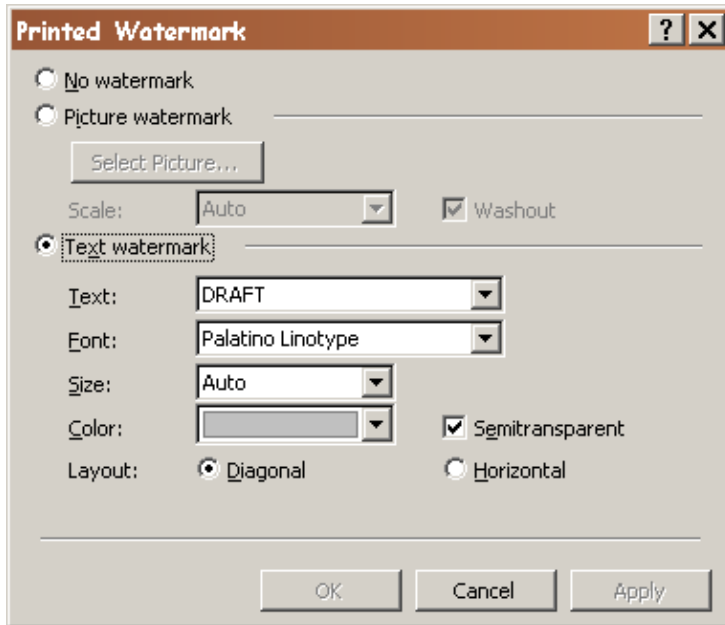 Printed Watermark
No watermark
Picture watermark
Select Picture...
Scale: Auto Washout
Text watermark
Text: DRAFT
Font: Palatino Linotype
Size: Auto
Color: Semitransparent
Layout: Diagonal Horizontal
OK Cancel Apply